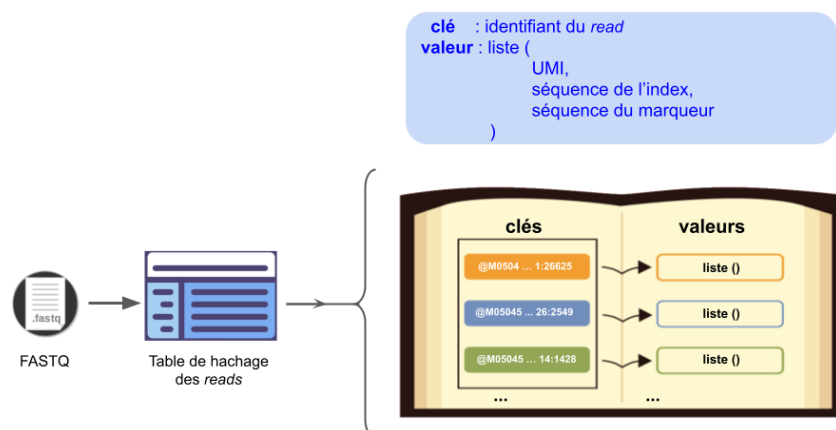 clé : identifiant du read
valeur : liste (
UMI,
séquence de l'index,
séquence du marqueur
)
clés
valeurs
@M0504 ... 1:26625
liste ()
@M05045 ... 26:2549
liste ()
@M05045 ... 14:1428
liste ()
...
...
.fastq
FASTQ
Table de hachage
des reads